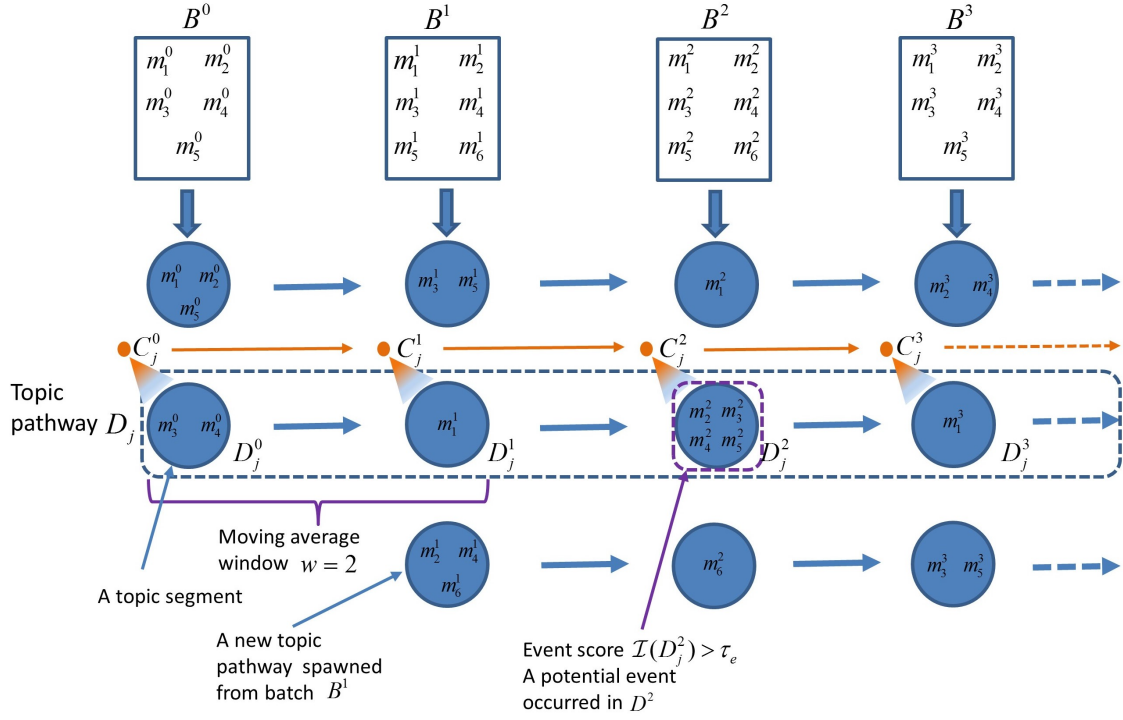 B^0 B^1 B^2 B^3
m_1^0 m_2^0 m_1^1 m_2^1 m_1^2 m_2^2 m_1^3 m_2^3
m_3^0 m_4^0 m_3^1 m_4^1 m_3^2 m_4^2 m_3^3 m_4^3
m_5^0 m_5^1 m_6^1 m_5^2 m_6^2 m_5^3
m_1^0 m_2^0 m_3^1 m_5^1 m_1^2 m_2^3 m_4^3
m_5^0
C_j^0 C_j^1 C_j^2 C_j^3
Topic
pathway D_j
m_3^0 m_4^0 m_1^1 m_2^2 m_3^2 m_1^3
m_4^2 m_5^2
D_j^0 D_j^1 D_j^2 D_j^3
Moving average
window w = 2
m_2^1 m_4^1 m_6^2 m_3^3 m_5^3
m_6^1
A topic segment
A new topic
pathway spawned
from batch B^1
Event score I(D_j^2) > τ_e
A potential event
occurred in D^2